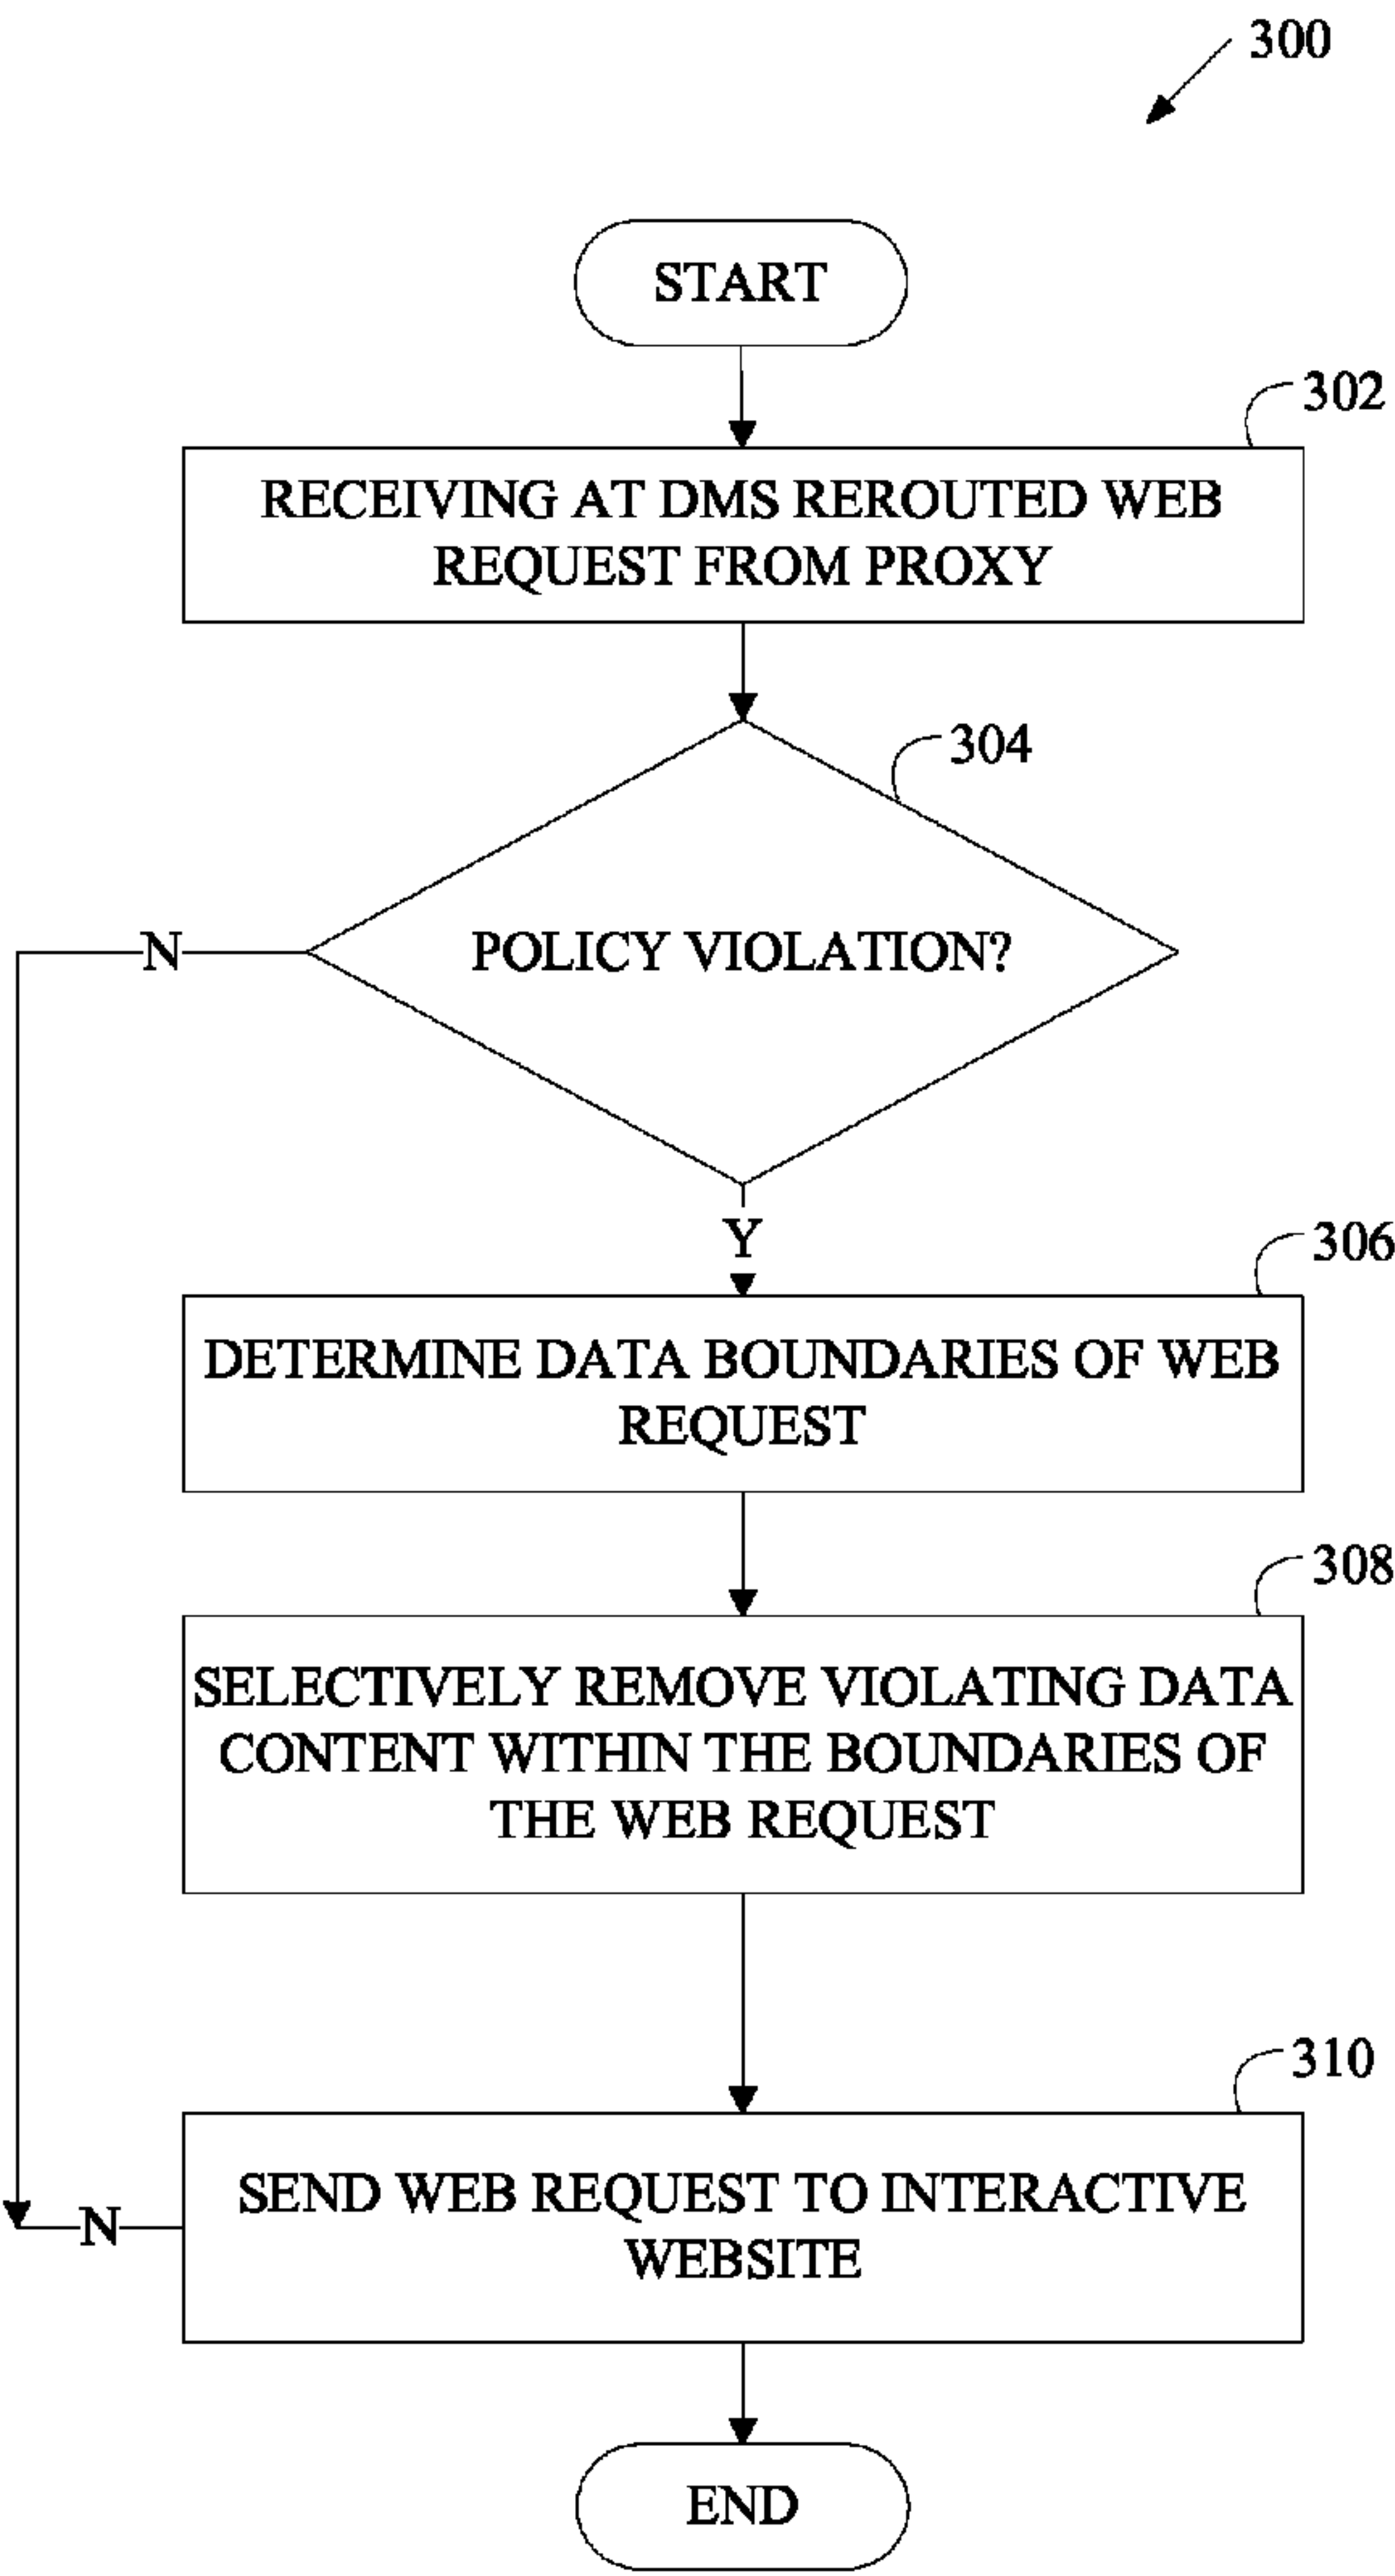 300
START
302
RECEIVING AT DMS REROUTED WEB
REQUEST FROM PROXY
304
N
POLICY VIOLATION?
Y
306
DETERMINE DATA BOUNDARIES OF WEB
REQUEST
308
SELECTIVELY REMOVE VIOLATING DATA
CONTENT WITHIN THE BOUNDARIES OF
THE WEB REQUEST
310
SEND WEB REQUEST TO INTERACTIVE
WEBSITE
N
END